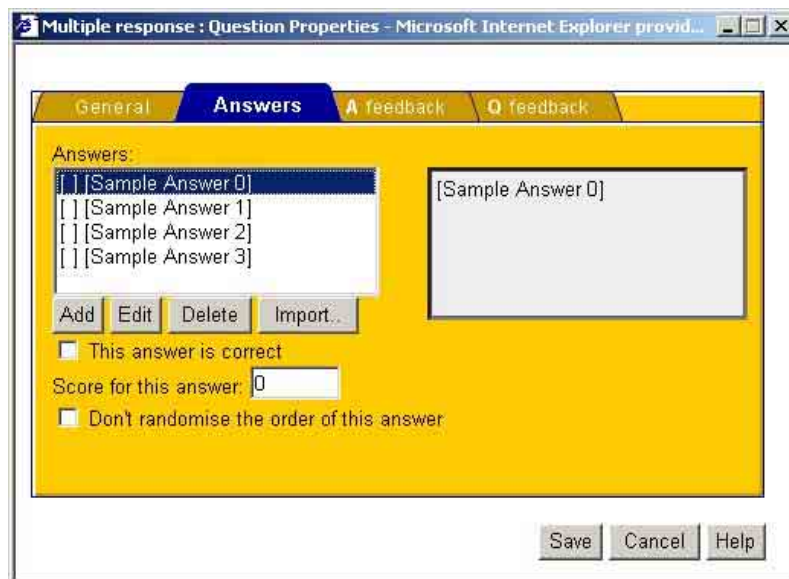 Multiple response : Question Properties - Microsoft Internet Explorer provid...
General Answers A feedback Q feedback
Answers:
[ ] [Sample Answer 0]
[ ] [Sample Answer 1]
[ ] [Sample Answer 2]
[ ] [Sample Answer 3]
[Sample Answer 0]
Add Edit Delete Import..
This answer is correct
Score for this answer: 0
Don't randomise the order of this answer
Save Cancel Help